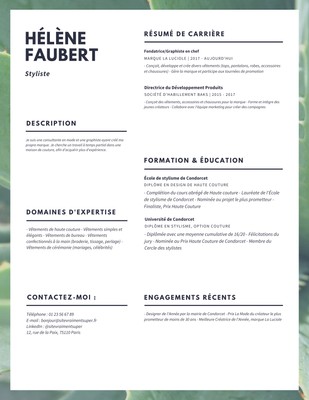 HÉLÈNE
FAUBERT
Styliste
DESCRIPTION
Je suis une consultante en mode et une graphiste ayant créé ma
propre marque. Je cherche un travail à temps partiel dans une
maison de couture, afin d'acquérir plus d'expérience.
DOMAINES D'EXPERTISE
- Vêtements de haute couture · Vêtements simples et
élégants · Vêtements de bureau · Vêtements
confectionnés à la main (broderie, tissage, perlage) ·
Vêtements de cérémonie (mariages, célébrités)
CONTACTEZ-MOI :
Téléphone : 01 23 56 47 89
E-mail : bonjour@sitevraimentsuper.fr
LinkedIn : @sitevraimentsuper
12, rue de la Paix, 75110 Paris
RÉSUMÉ DE CARRIÈRE
Fondatrice/Graphiste en chef
MARQUE LA LUCIOLE | 2017 - AUJOURD'HUI
- Conçoit, développe et crée divers vêtements (tops, pantalons, robes, accessoires
et chaussures) · Gère la marque et participe aux tournées de promotion
Directrice du Développement Produits
SOCIÉTÉ D'HABILLEMENT BARS | 2015 - 2017
- Conçoit des vêtements, accessoires et chaussures pour la marque · Forme et intègre des
jeunes créateurs · Collabore avec l'équipe marketing pour créer des campagnes
FORMATION & ÉDUCATION
École de stylisme de Condorcet
DIPLÔME EN DESIGN DE HAUTE COUTURE
- Complétion du cours abrégé de Haute couture · Lauréate de l'École
de stylisme de Condorcet · Nominée au projet le plus prometteur ·
Finaliste, Prix Haute Couture
Université de Condorcet
DIPLÔME EN STYLISME, OPTION COUTURE
- Diplômée avec une moyenne cumulative de 16/20 · Félicitations du
jury · Nominée au Prix Haute Couture de Condorcet · Membre du
Cercle des stylistes
ENGAGEMENTS RÉCENTS
- Designer de l'Année par la mairie de Condorcet · Prix La Mode du créateur le plus
prometteur de moins de 30 ans · Meilleure Créatrice de l'Année, marque La Luciole